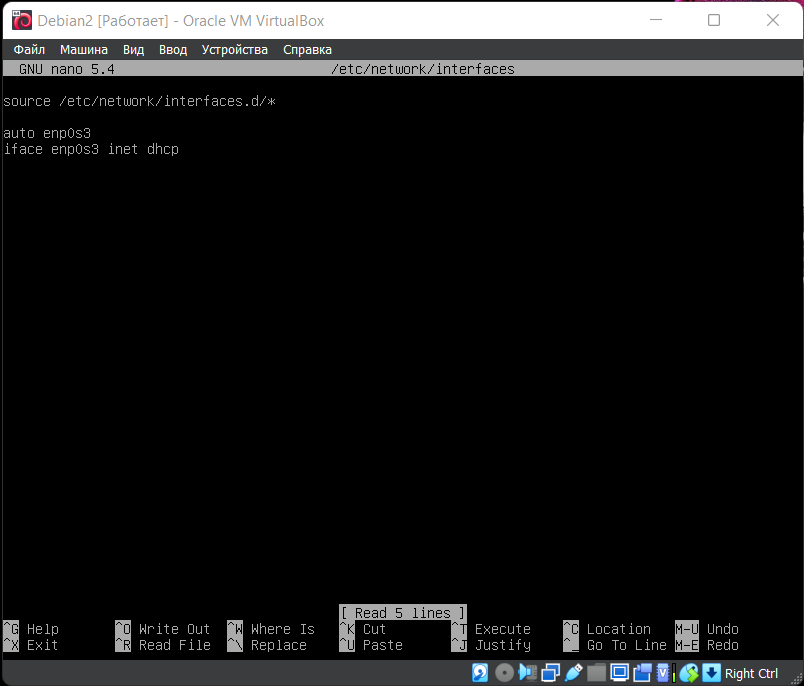 Debian2 [Работает] - Oracle VM VirtualBox
Файл Машина Вид Ввод Устройства Справка
GNU nano 5.4 /etc/network/interfaces
source /etc/network/interfaces.d/*
auto enp0s3
iface enp0s3 inet dhcp
[ Read 5 lines ]
^G Help ^O Write Out ^W Where Is ^K Cut ^T Execute ^C Location M-U Undo
^X Exit ^R Read File ^\ Replace ^U Paste ^J Justify ^_ Go To Line M-E Redo
Right Ctrl